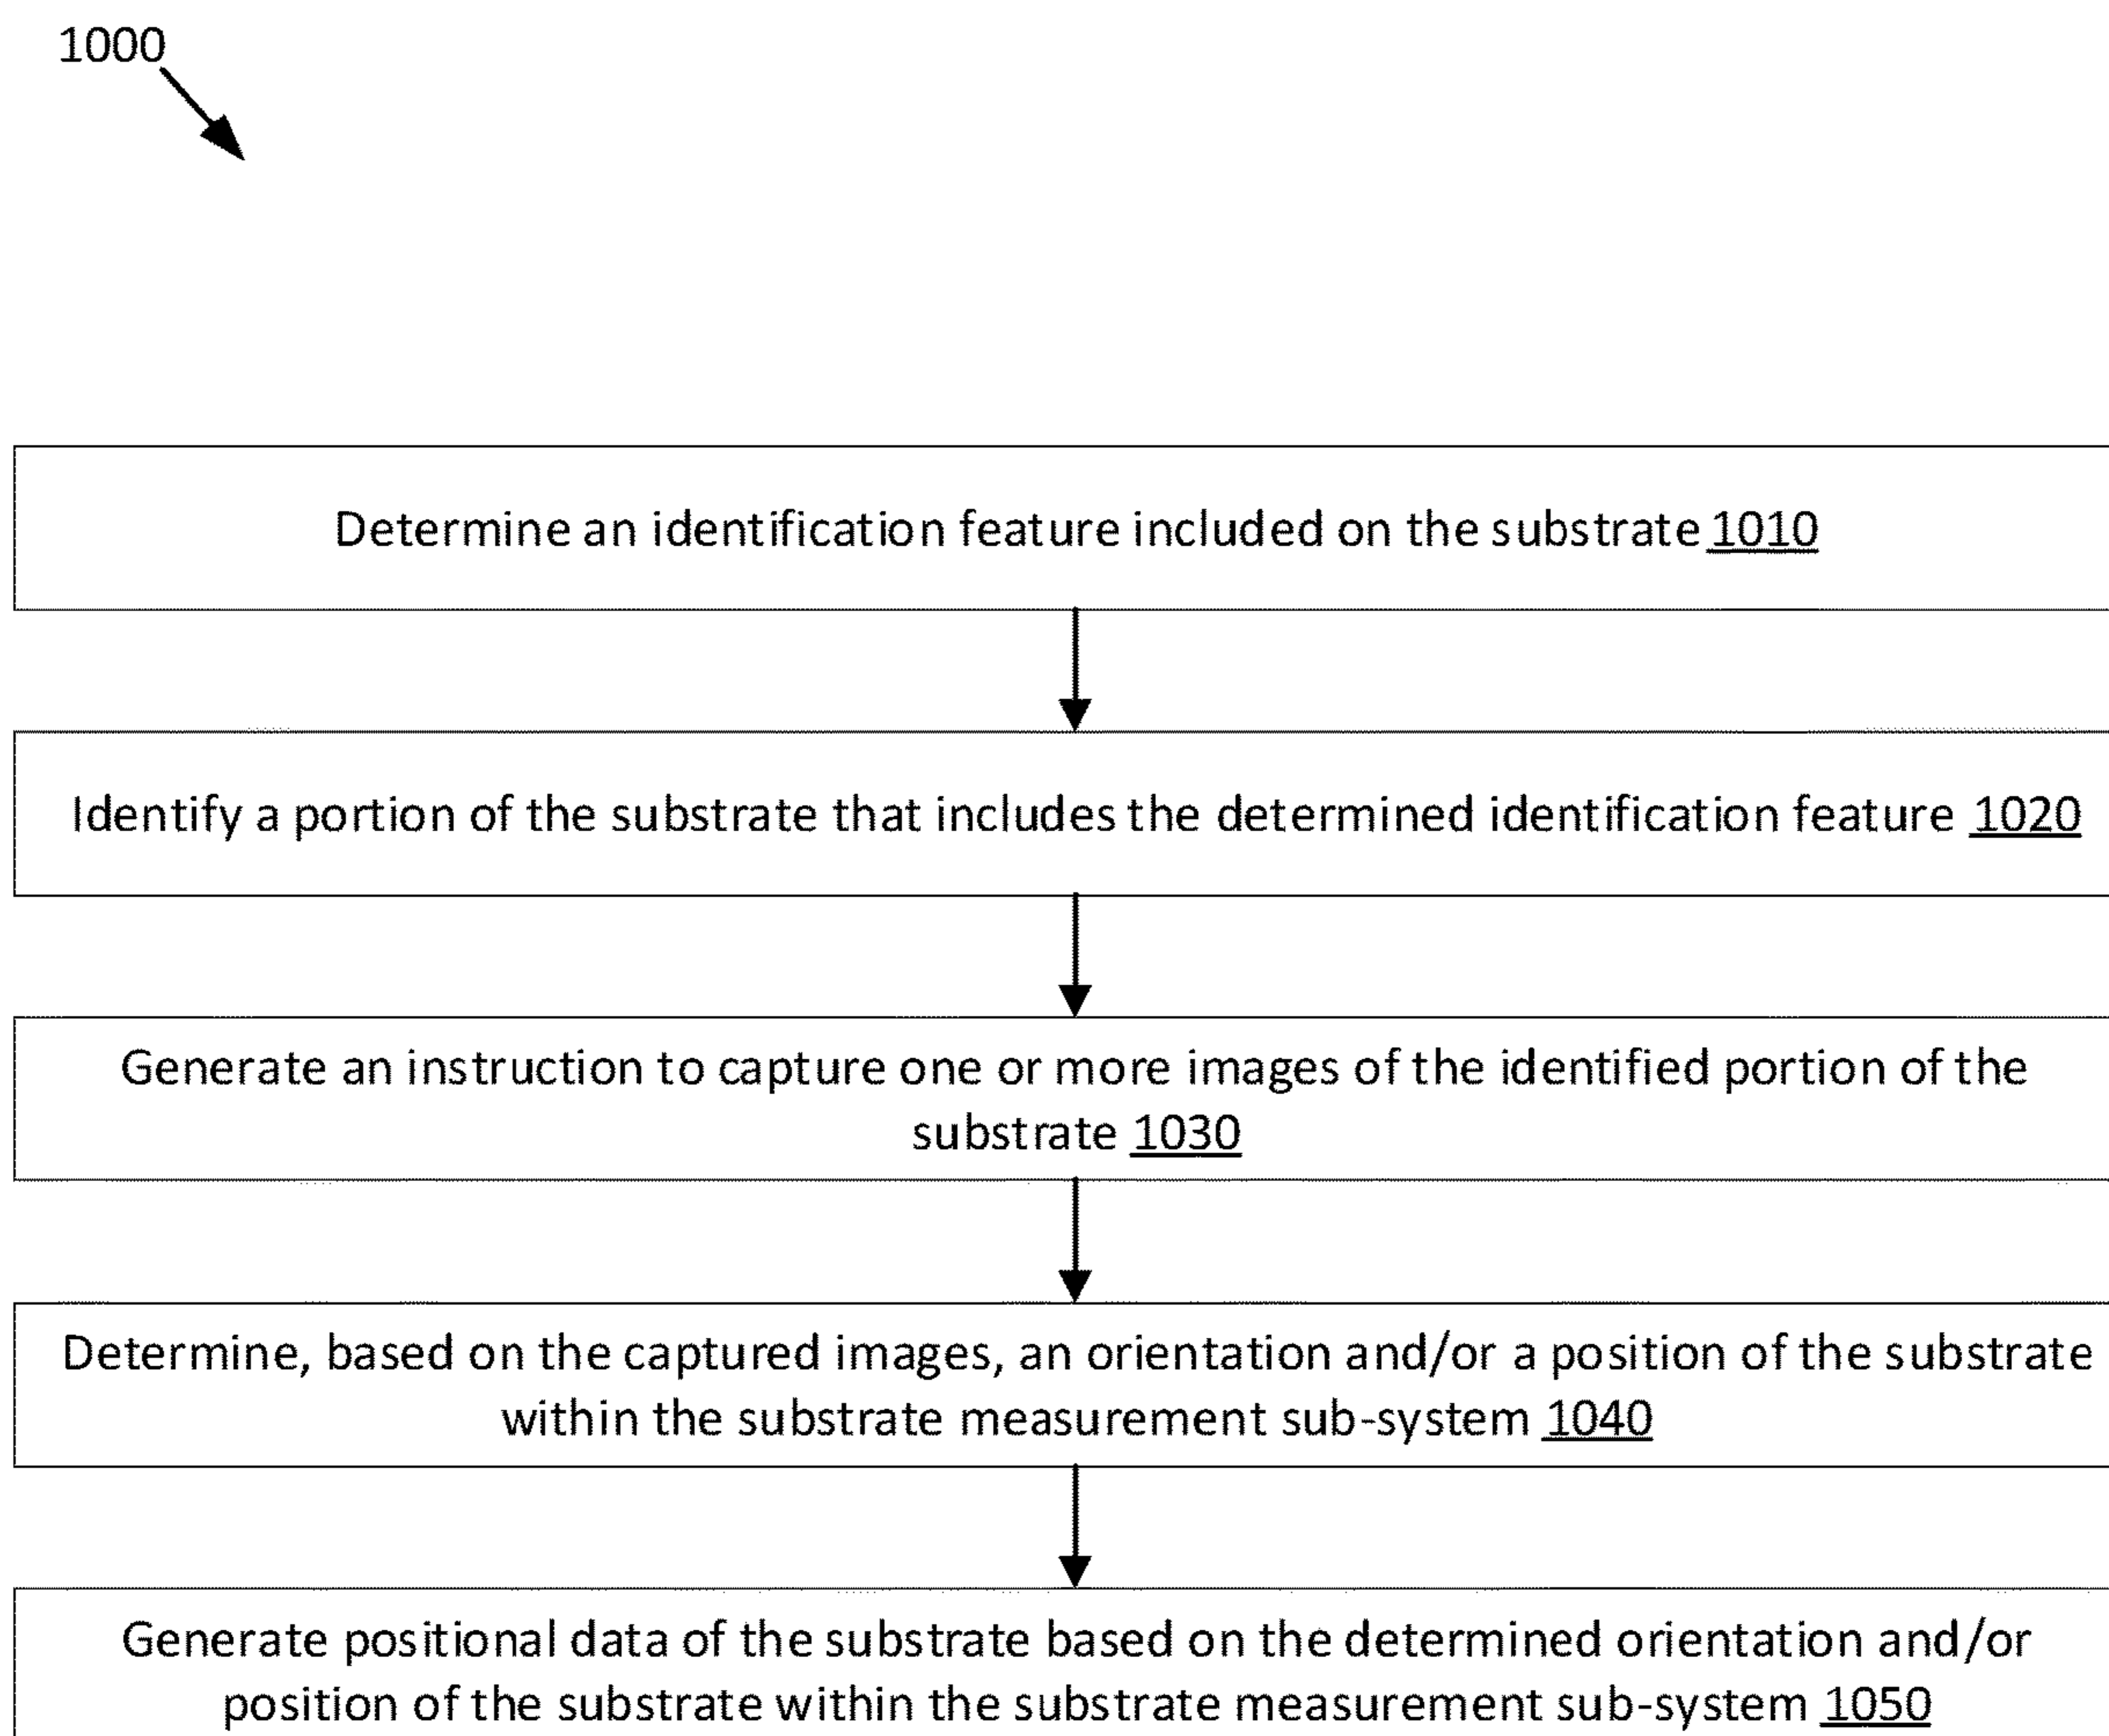 1000
Determine an identification feature included on the substrate 1010
Identify a portion of the substrate that includes the determined identification feature 1020
Generate an instruction to capture one or more images of the identified portion of the
substrate 1030
Determine, based on the captured images, an orientation and/or a position of the substrate
within the substrate measurement sub-system 1040
Generate positional data of the substrate based on the determined orientation and/or
position of the substrate within the substrate measurement sub-system 1050